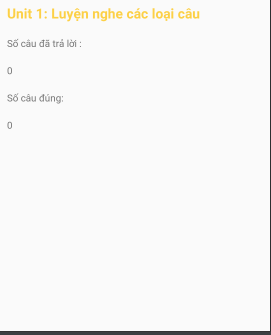 Unit 1: Luyện nghe các loại câu
Số câu đã trả lời :
0
Số câu đúng:
0